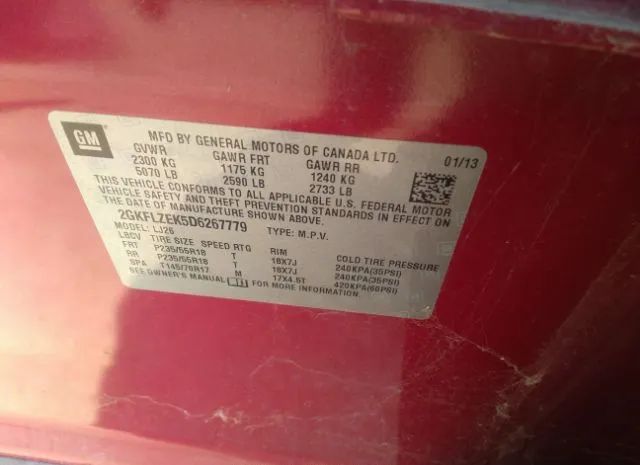 GM
MFD BY GENERAL MOTORS OF CANADA LTD. 01/13
GVWR GAWR FRT GAWR RR
2300 KG 1175 KG 1240 KG
5070 LB 2590 LB 2733 LB
THIS VEHICLE CONFORMS TO ALL APPLICABLE U.S. FEDERAL MOTOR
VEHICLE SAFETY AND THEFT PREVENTION STANDARDS IN EFFECT ON THE
DATE OF MANUFACTURE SHOWN ABOVE.
2GKFLZEK5D6267779 TYPE: M.P.V.
MODEL: LJ26
LBCV TIRE SIZE SPEED RTG RIM COLD TIRE PRESSURE
FRT P235/55R18 T 18X7J 240KPA(35PSI)
RR P235/55R18 T 18X7J 240KPA(35PSI)
SPA T145/70R17 M 17X4.5T 420KPA(60PSI)
SEE OWNER'S MANUAL FOR MORE INFORMATION.